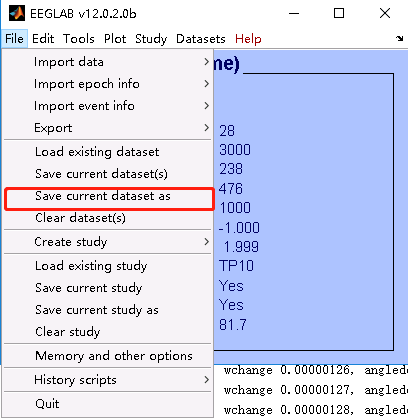 EEGLAB v12.0.2.0b
File Edit Tools Plot Study Datasets Help
me)
Import data
Import epoch info
Import event info
Export
Load existing dataset
Save current dataset(s)
Save current dataset as
Clear dataset(s)
Create study
Load existing study
Save current study
Save current study as
Clear study
Memory and other options
History scripts
Quit
28
3000
238
476
1000
-1.000
1.999
TP10
Yes
Yes
81.7
wchange 0.00000126, anglede
wchange 0.00000127, anglede
wchange 0.00000128, anglede